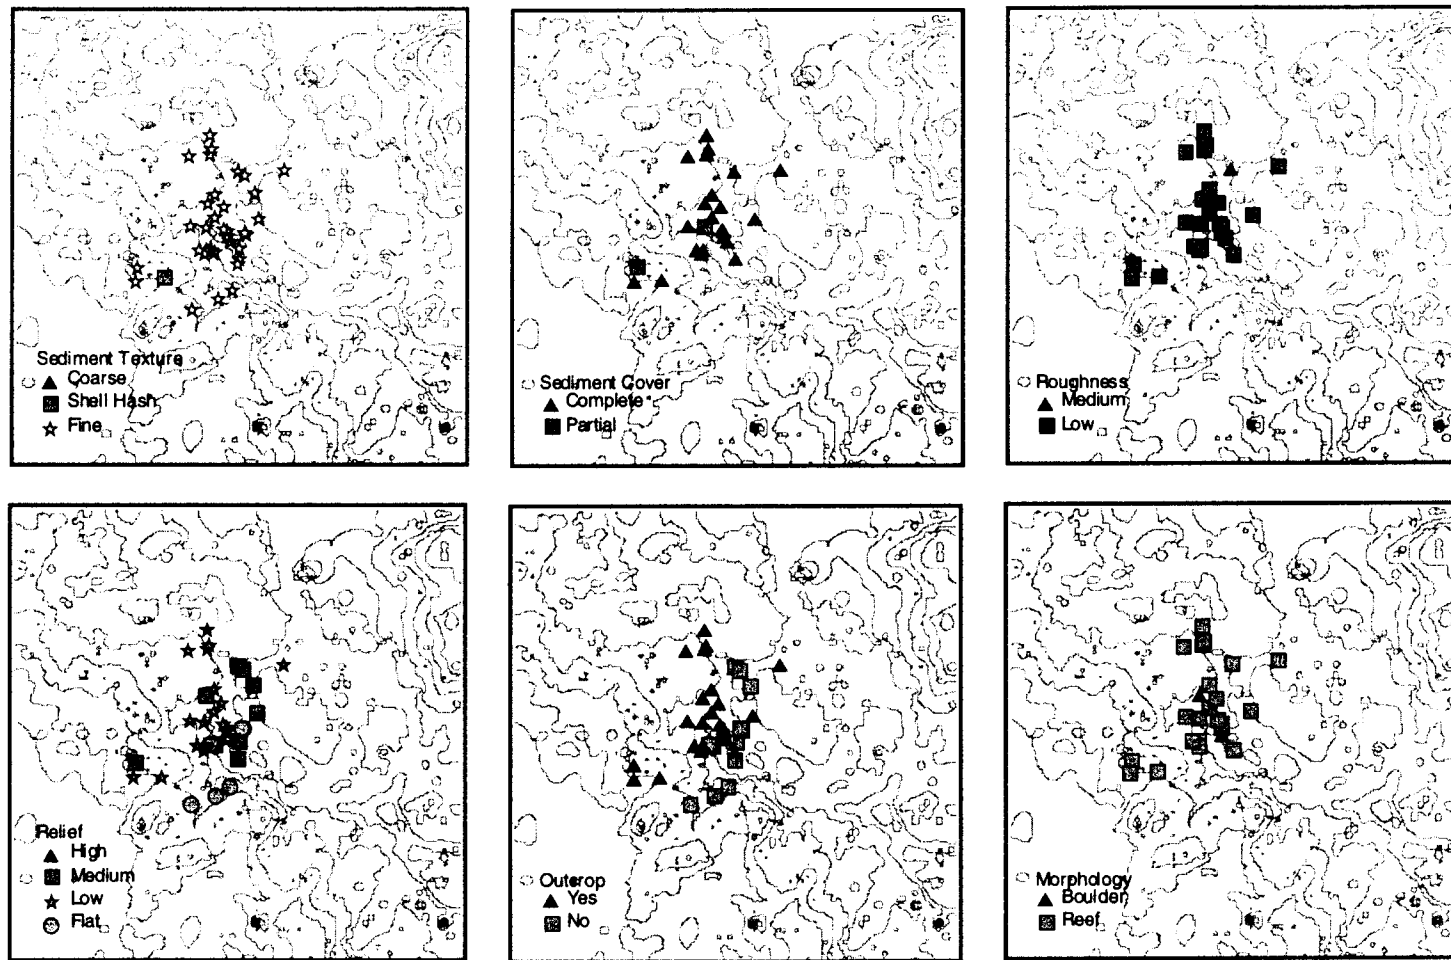 Sediment Texture
Coarse
Shell Hash
Fine
Sediment Cover
Complete
Partial
Roughness
Medium
Low
Relief
High
Medium
Low
Flat
Outcrop
Yes
No
Morphology
Boulder
Reef